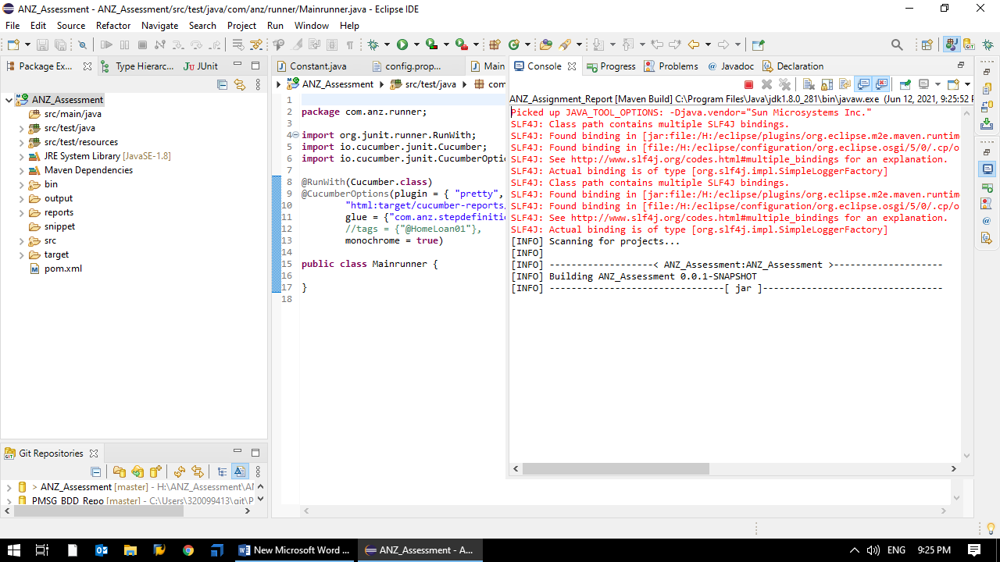 ANZ_Assessment - ANZ_Assessment/src/test/java/com/anz/runner/Mainrunner.java - Eclipse IDE
File Edit Source Refactor Navigate Search Project Run Window Help
Package Ex... Type Hierarc... JUnit
ANZ_Assessment
src/main/java
src/test/java
src/test/resources
JRE System Library [JavaSE-1.8]
Maven Dependencies
bin
output
reports
snippet
src
target
pom.xml
Git Repositories
> ANZ_Assessment [master] - H:\ANZ_Assessment\AN
PMSG_BDD_Repo [master] - C:\Users\320099413\git\P
Constant.java config.prop... Main
ANZ_Assessment src/test/java com
1
2 package com.anz.runner;
3
4 import org.junit.runner.RunWith;
5 import io.cucumber.junit.Cucumber;
6 import io.cucumber.junit.CucumberOptio
7
8 @RunWith(Cucumber.class)
9 @CucumberOptions(plugin = { "pretty",
10 "html:target/cucumber-reports,
11 glue = {"com.anz.stepdefinitio
12 //tags = {"@HomeLoan01"},
13 monochrome = true)
14
15 public class Mainrunner {
16
17 }
18
Console Progress Problems Javadoc Declaration
ANZ_Assignment_Report [Maven Build] C:\Program Files\Java\jdk1.8.0_281\bin\javaw.exe (Jun 12, 2021, 9:25:52 P
Picked up JAVA_TOOL_OPTIONS: -Djava.vendor="Sun Microsystems Inc."
SLF4J: Class path contains multiple SLF4J bindings.
SLF4J: Found binding in [jar:file:/H:/eclipse/plugins/org.eclipse.m2e.maven.runtime
SLF4J: Found binding in [file:/H:/eclipse/configuration/org.eclipse.osgi/5/0/.cp/o
SLF4J: See http://www.slf4j.org/codes.html#multiple_bindings for an explanation.
SLF4J: Actual binding is of type [org.slf4j.impl.SimpleLoggerFactory]
SLF4J: Class path contains multiple SLF4J bindings.
SLF4J: Found binding in [jar:file:/H:/eclipse/plugins/org.eclipse.m2e.maven.runtime
SLF4J: Found binding in [file:/H:/eclipse/configuration/org.eclipse.osgi/5/0/.cp/o
SLF4J: See http://www.slf4j.org/codes.html#multiple_bindings for an explanation.
SLF4J: Actual binding is of type [org.slf4j.impl.SimpleLoggerFactory]
[INFO] Scanning for projects...
[INFO]
[INFO] -------------------< ANZ_Assessment:ANZ_Assessment >--------------------
[INFO] Building ANZ_Assessment 0.0.1-SNAPSHOT
[INFO] --------------------------------[ jar ]---------------------------------
New Microsoft Word ...
ANZ_Assessment - A...
ENG 9:25 PM